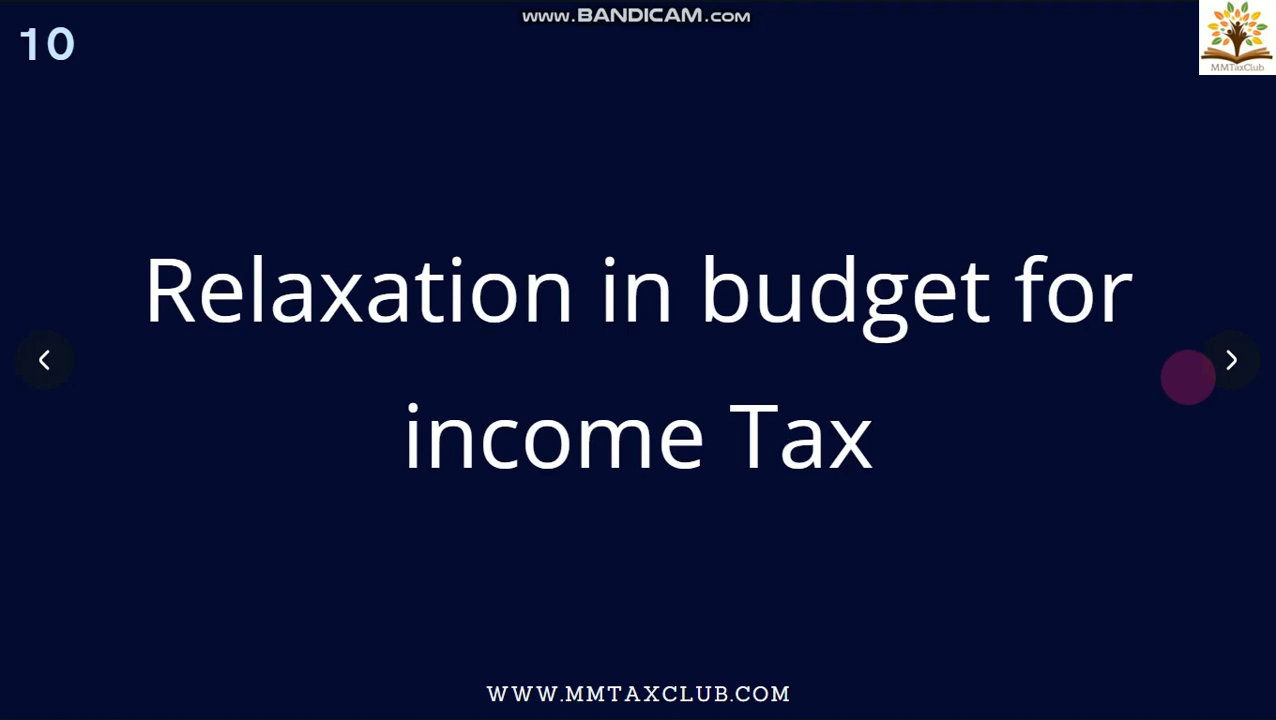 www.BANDICAM.com
10
MMTaxClub
Relaxation in budget for
income Tax
WWW.MMTAXCLUB.COM